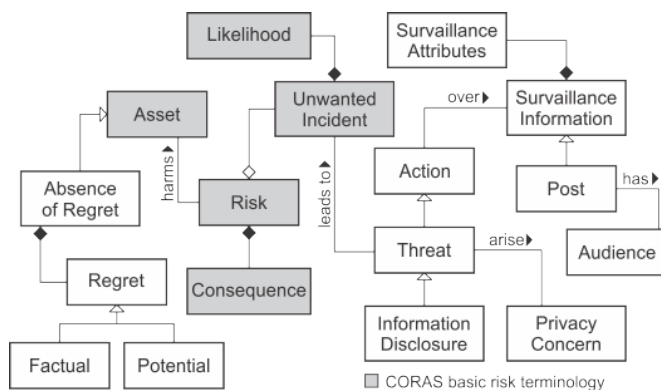 Likelihood
Survaillance
Attributes
Asset
Unwanted
Incident
over
Survaillance
Information
harms
Absence
of Regret
Risk
leads to
Action
Post
has
Regret
Consequence
Threat
arise
Audience
Factual
Potential
Information
Disclosure
Privacy
Concern
CORAS basic risk terminology